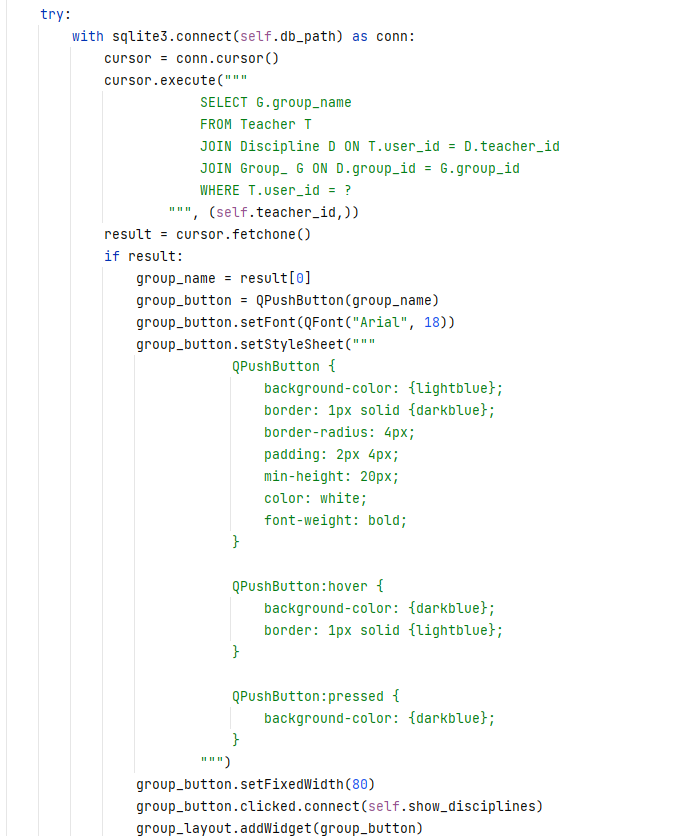 try:
    with sqlite3.connect(self.db_path) as conn:
        cursor = conn.cursor()
        cursor.execute("""
                    SELECT G.group_name
                    FROM Teacher T
                    JOIN Discipline D ON T.user_id = D.teacher_id
                    JOIN Group_ G ON D.group_id = G.group_id
                    WHERE T.user_id = ?
                """, (self.teacher_id,))
        result = cursor.fetchone()
        if result:
            group_name = result[0]
            group_button = QPushButton(group_name)
            group_button.setFont(QFont("Arial", 18))
            group_button.setStyleSheet("""
                        QPushButton {
                            background-color: {lightblue};
                            border: 1px solid {darkblue};
                            border-radius: 4px;
                            padding: 2px 4px;
                            min-height: 20px;
                            color: white;
                            font-weight: bold;
                        }

                        QPushButton:hover {
                            background-color: {darkblue};
                            border: 1px solid {lightblue};
                        }

                        QPushButton:pressed {
                            background-color: {darkblue};
                        }
                    """)
            group_button.setFixedWidth(80)
            group_button.clicked.connect(self.show_disciplines)
            group_layout.addWidget(group_button)